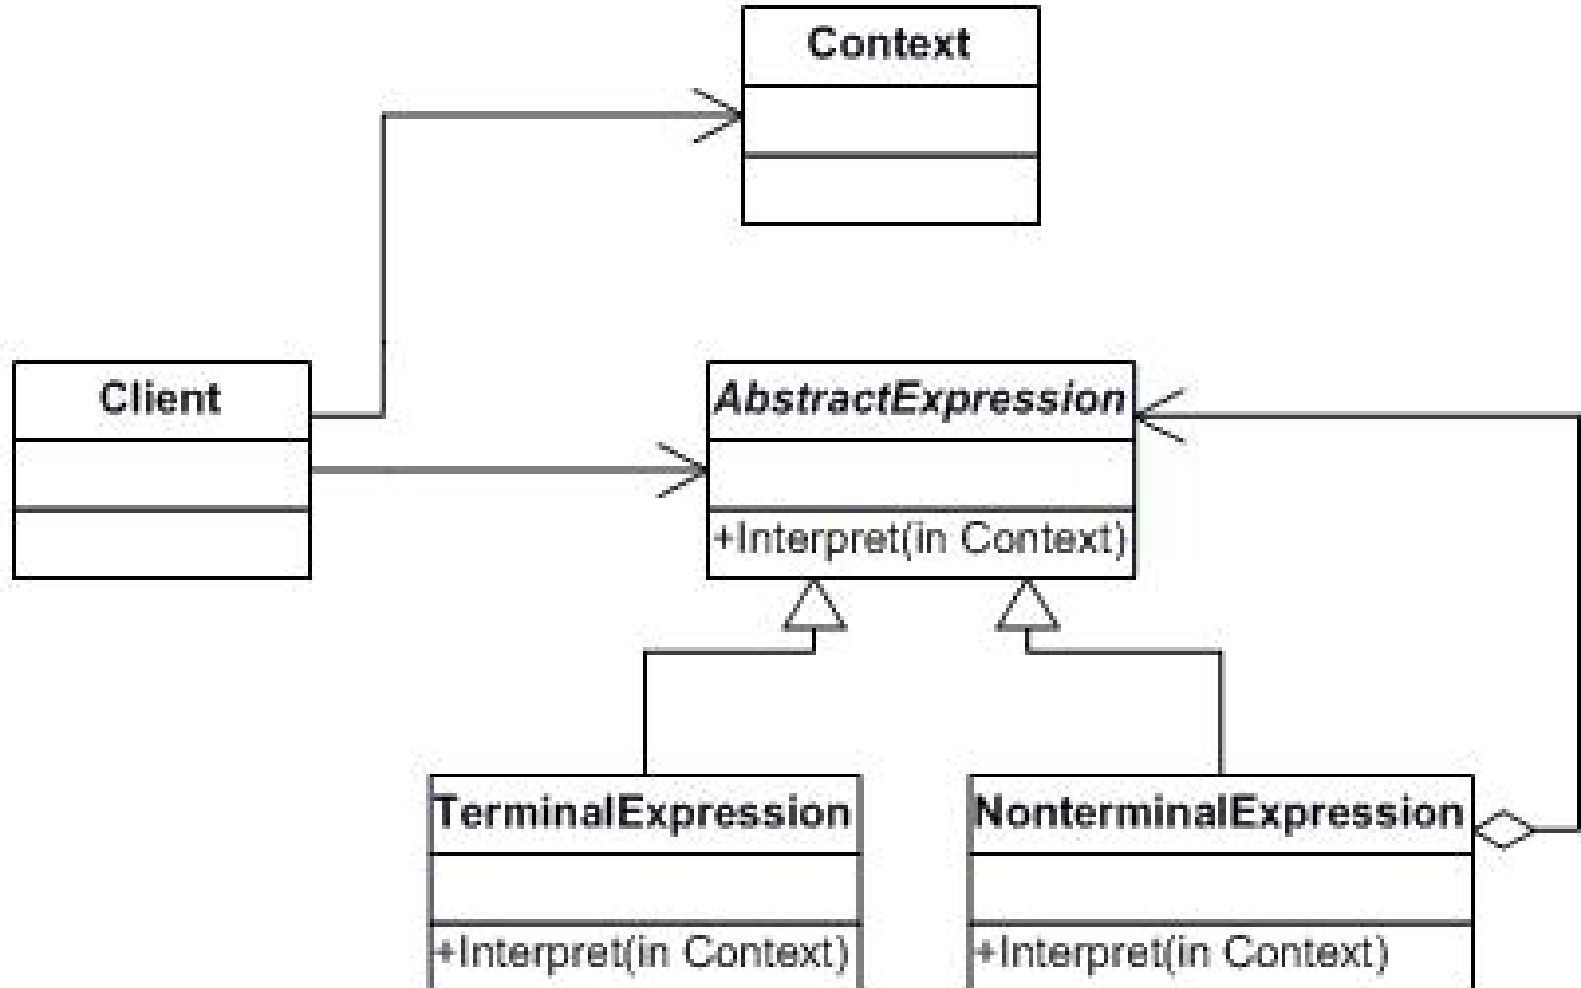 Context
Client
AbstractExpression
+Interpret(in Context)
TerminalExpression
+Interpret(in Context)
NonterminalExpression
+Interpret(in Context)